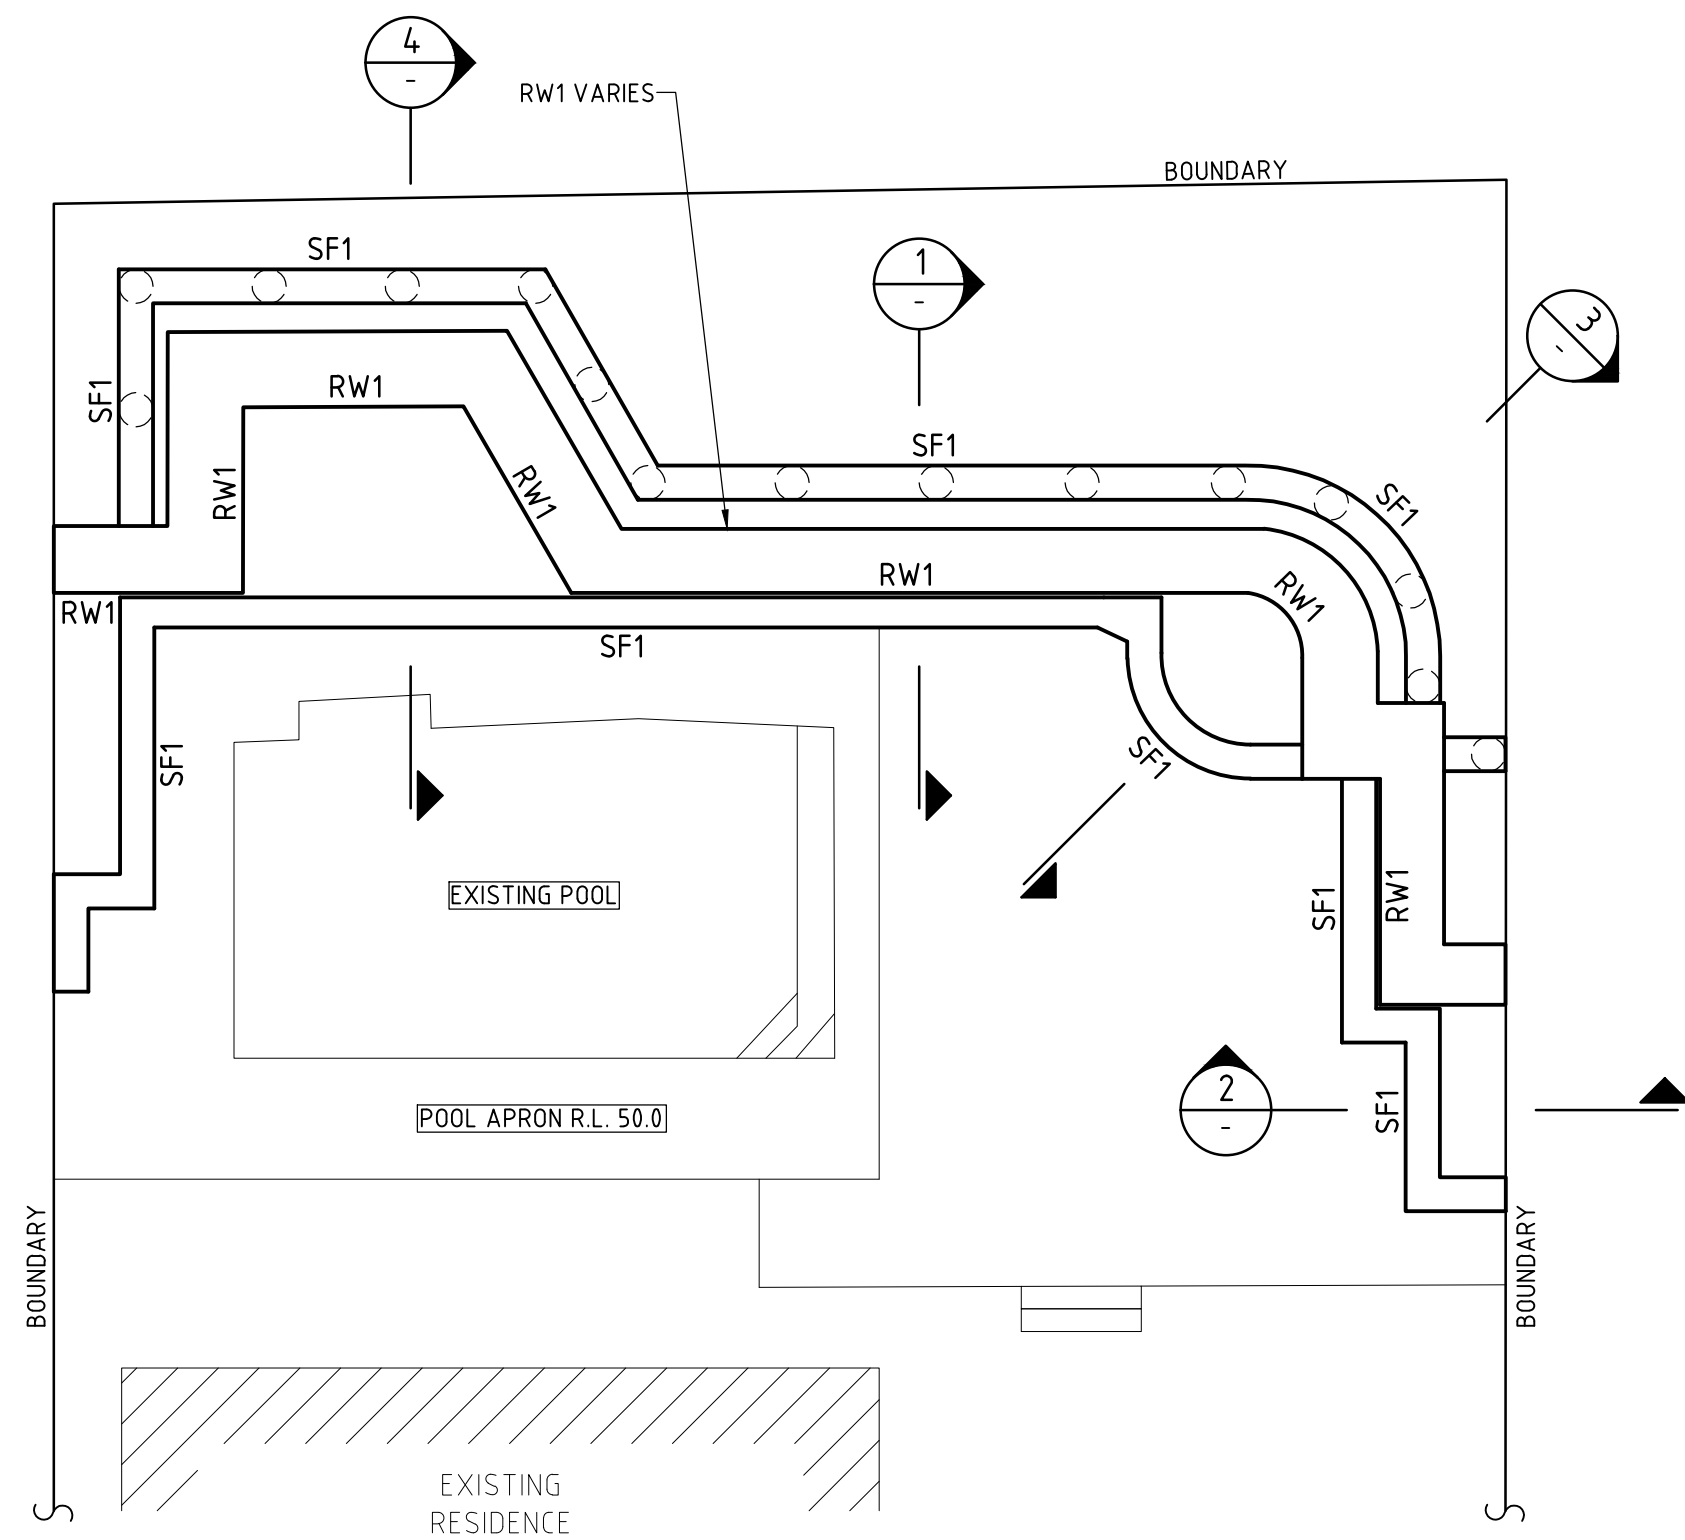 4
-
RW1 VARIES
BOUNDARY
SF1
1
-
3
-
SF1
RW1
SF1
RW1
RW1
SF1
SF1
RW1
RW1
RW1
SF1
SF1
SF1
EXISTING POOL
SF1
RW1
POOL APRON R.L. 50.0
2
-
SF1
BOUNDARY
BOUNDARY
EXISTING
RESIDENCE